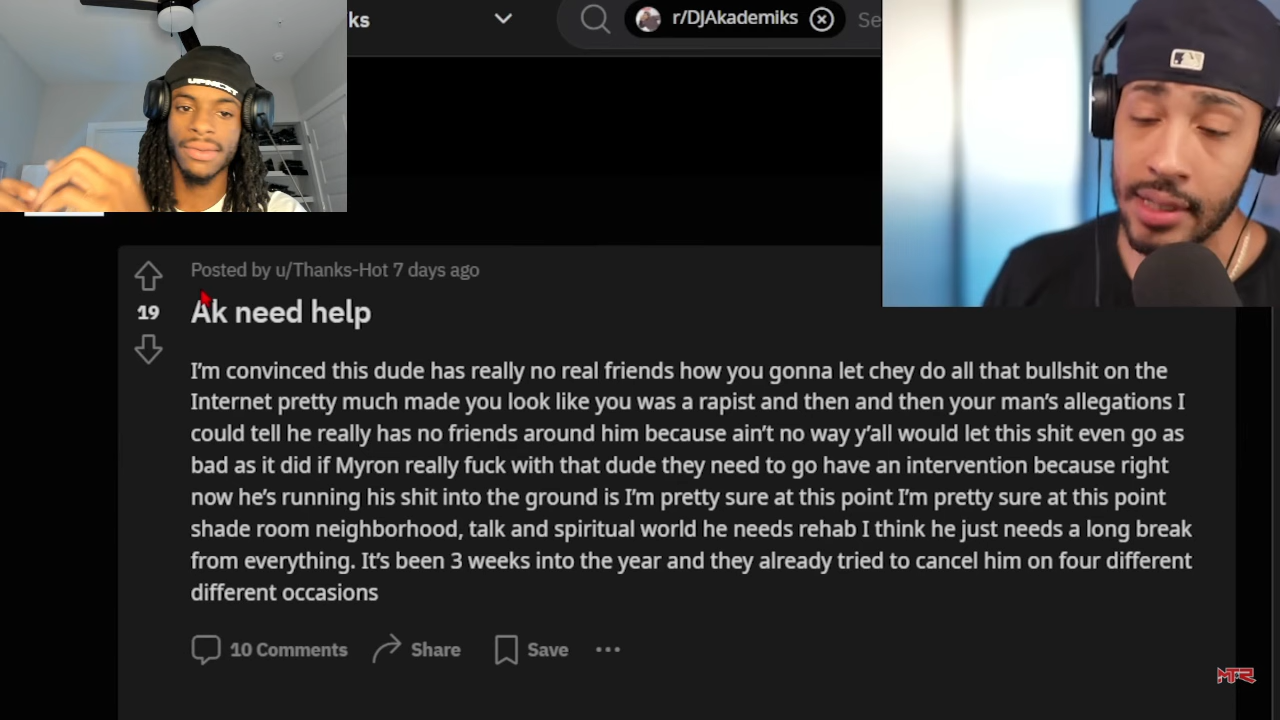 ks
r/DJAkademiks
Se
UPNEXT
Posted by u/Thanks-Hot 7 days ago
19
Ak need help
I'm convinced this dude has really no real friends how you gonna let chey do all that bullshit on the
Internet pretty much made you look like you was a rapist and then and then your man's allegations I
could tell he really has no friends around him because ain't no way y'all would let this shit even go as
bad as it did if Myron really fuck with that dude they need to go have an intervention because right
now he's running his shit into the ground is I'm pretty sure at this point I'm pretty sure at this point
shade room neighborhood, talk and spiritual world he needs rehab I think he just needs a long break
from everything. It's been 3 weeks into the year and they already tried to cancel him on four different
different occasions
10 Comments
Share
Save
MTR